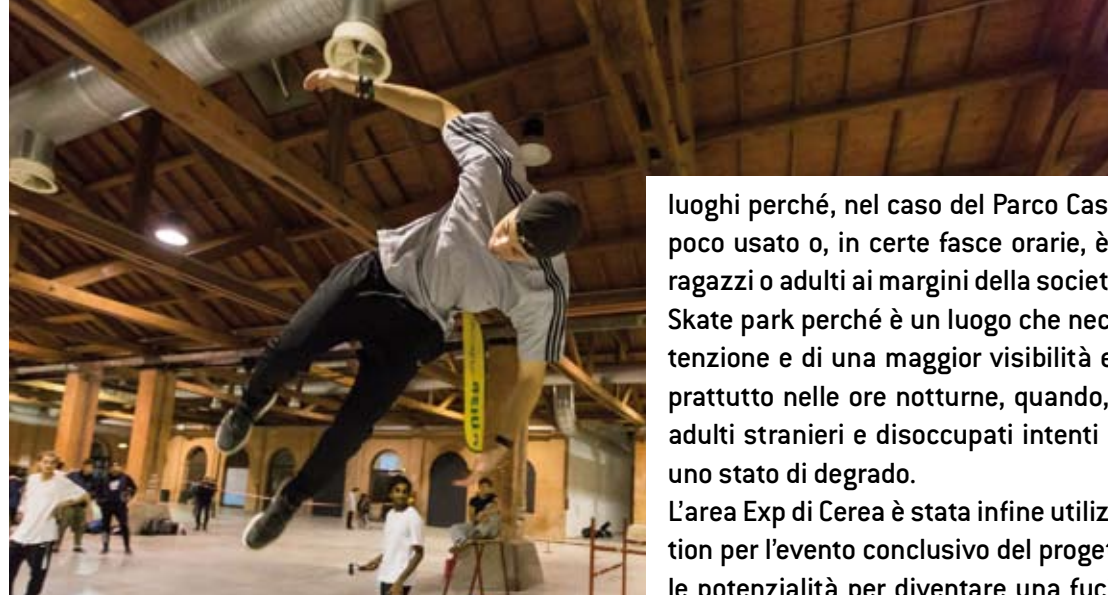 luoghi perché, nel caso del Parco Cas
poco usato o, in certe fasce orarie, è
ragazzi o adulti ai margini della societ
Skate park perché è un luogo che nec
tenzione e di una maggior visibilità e
prattutto nelle ore notturne, quando,
adulti stranieri e disoccupati intenti
uno stato di degrado.
L'area Exp di Cerea è stata infine utiliz
tion per l'evento conclusivo del proget
le potenzialità per diventare una fuc